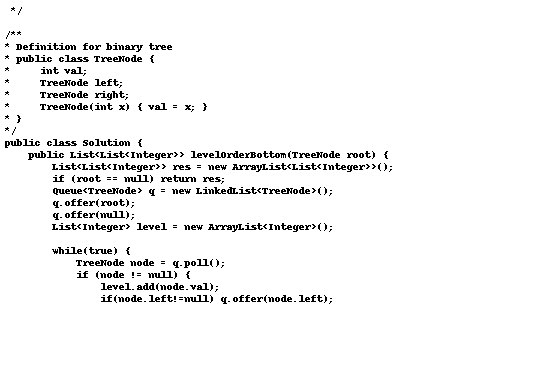 */
/**
* Definition for binary tree
* public class TreeNode {
*     int val;
*     TreeNode left;
*     TreeNode right;
*     TreeNode(int x) { val = x; }
* }
*/
public class Solution {
    public List<List<Integer>> levelOrderBottom(TreeNode root) {
        List<List<Integer>> res = new ArrayList<List<Integer>>();
        if (root == null) return res;
        Queue<TreeNode> q = new LinkedList<TreeNode>();
        q.offer(root);
        q.offer(null);
        List<Integer> level = new ArrayList<Integer>();
        while(true) {
            TreeNode node = q.poll();
            if (node != null) {
                level.add(node.val);
                if(node.left!=null) q.offer(node.left);